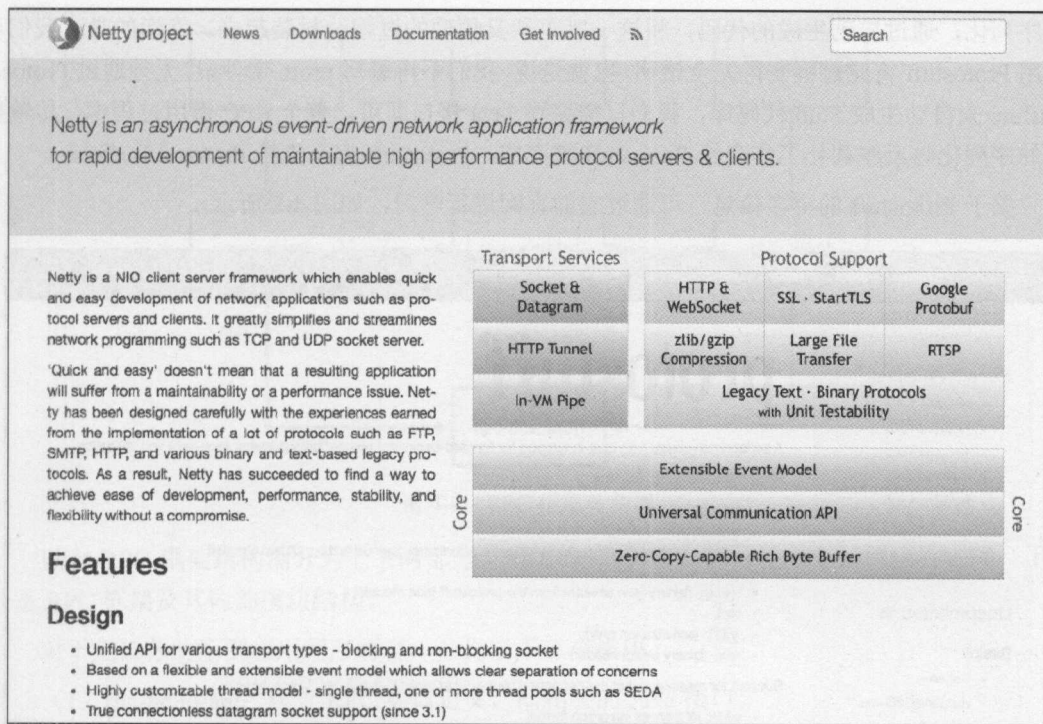 Netty project
News
Downloads
Documentation
Get Involved
Search
Netty is an asynchronous event-driven network application framework
for rapid development of maintainable high performance protocol servers & clients.
Netty is a NIO client server framework which enables quick
and easy development of network applications such as pro-
tocol servers and clients. It greatly simplifies and streamlines
network programming such as TCP and UDP socket server.
'Quick and easy' doesn't mean that a resulting application
will suffer from a maintainability or a performance issue. Net-
ty has been designed carefully with the experiences earned
from the implementation of a lot of protocols such as FTP,
SMTP, HTTP, and various binary and text-based legacy pro-
tocols. As a result, Netty has succeeded to find a way to
achieve ease of development, performance, stability, and
flexibility without a compromise.
Features
Design
• Unified API for various transport types - blocking and non-blocking socket
• Based on a flexible and extensible event model which allows clear separation concerns
• Highly customizable thread model - single thread, one or more thread pools such as SEDA
• True connectionless datagram socket support (since 3.1)
Transport Services
Socket &
Datagram
HTTP Tunnel
In-VM Pipe
Protocol Support
HTTP &
WebSocket
SSL · StartTLS
Google
Protobuf
zlib/gzip
Compression
Large File
Transfer
RTSP
Legacy Text · Binary Protocols
with Unit Testability
Core
Extensible Event Model
Universal Communication API
Zero-Copy-Capable Rich Byte Buffer
Core